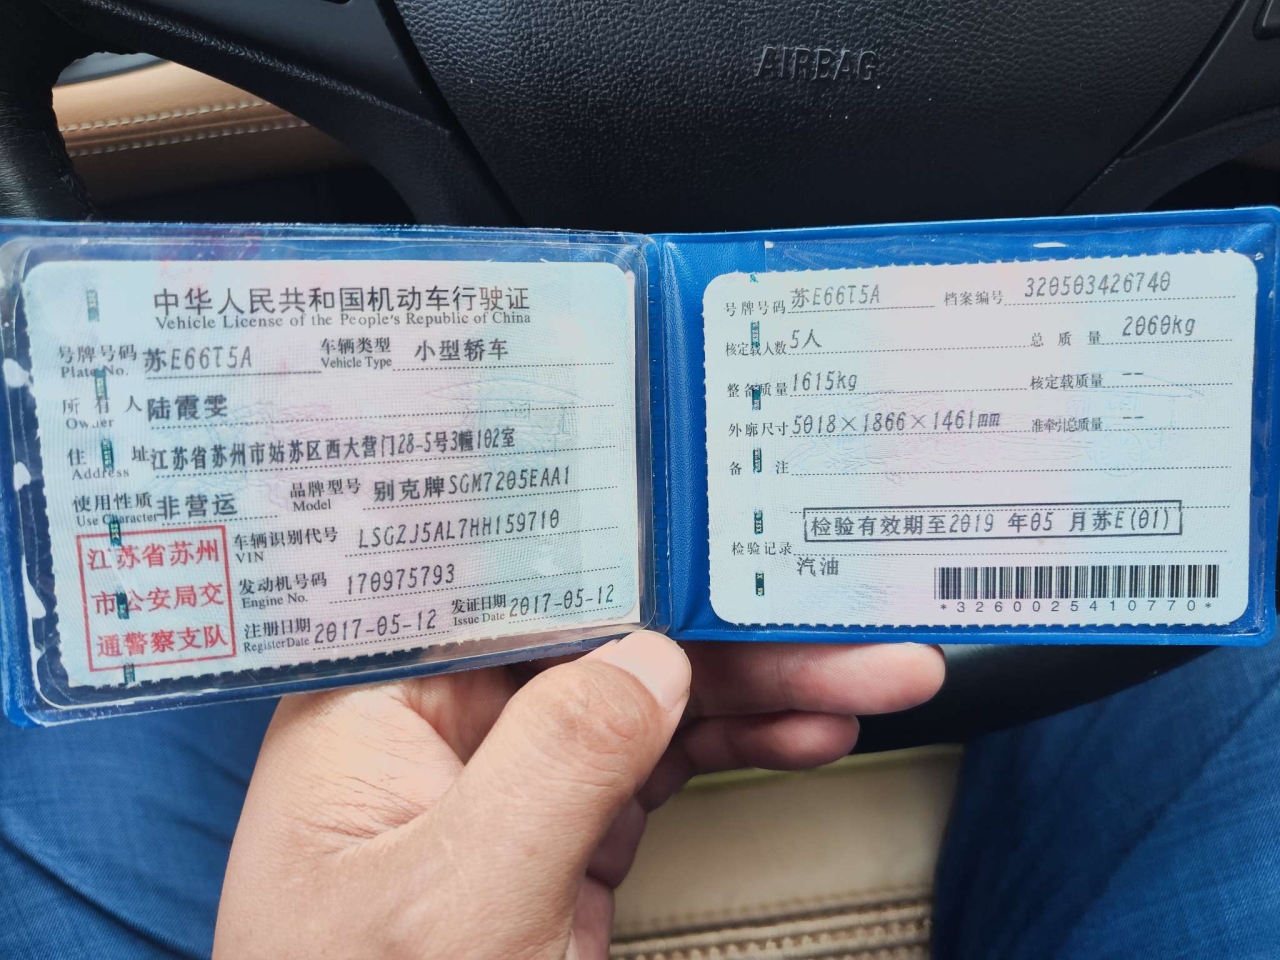 AIRBAG
中华人民共和国机动车行驶证
Vehicle License of the People's Republic of China
号牌号码 苏E66T5A 车辆类型 小型轿车
Plate No. Vehicle Type
所有人 陆霞雯
Owner
住址 江苏省苏州市姑苏区西大营门28-5号3幢102室
Address
使用性质 非营运 品牌型号 别克牌SGM7205EAA1
Use Character Model
江苏省苏州
市公安局交
通警察支队
车辆识别代号 LSGZJ5AL7HH159710
VIN
发动机号码 170975793
Engine No.
注册日期 2017-05-12 发证日期 2017-05-12
Register Date Issue Date
号牌号码 苏E66T5A 档案编号 320503426740
核定载人数 5人 总质量 2060kg
整备质量 1615kg 核定载质量 --
外廓尺寸 5018×1866×1461mm 准牵引总质量 --
备注
检验有效期至2019 年05 月苏E(01)
检验记录
汽油
*3260025410770*